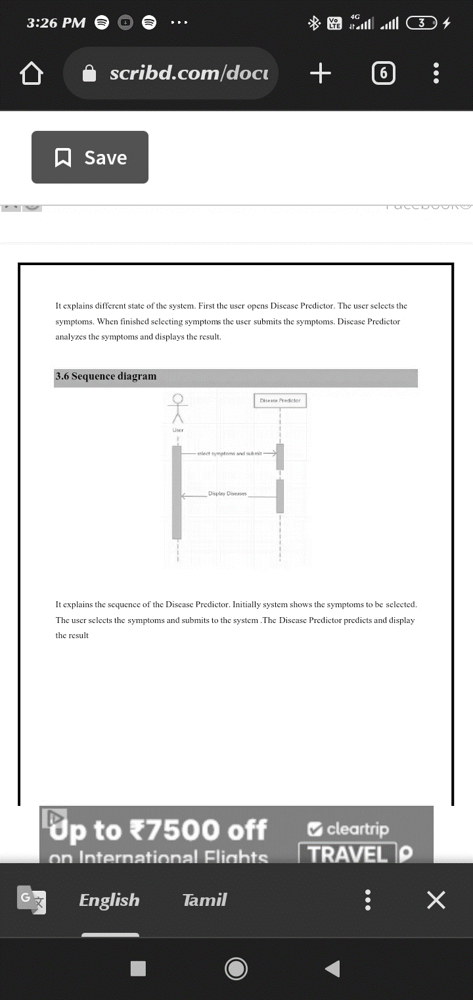 3:26 PM
Vo LTE
4G
3
scribd.com/docu
6
Save
It explains different state of the system. First the user opens Disease Predictor. The user selects the
symptoms. When finished selecting symptoms the user submits the symptoms. Disease Predictor
analyzes the symptoms and displays the result.
3.6 Sequence diagram
Disease Predictor
User
select symptoms and submit
Display Diseases
It explains the sequence of the Disease Predictor. Initially system shows the symptoms to be selected.
The user selects the symptoms and submits to the system .The Disease Predictor predicts and display
the result
Up to ₹7500 off
cleartrip
on International Flights
TRAVEL
G 文
English
Tamil